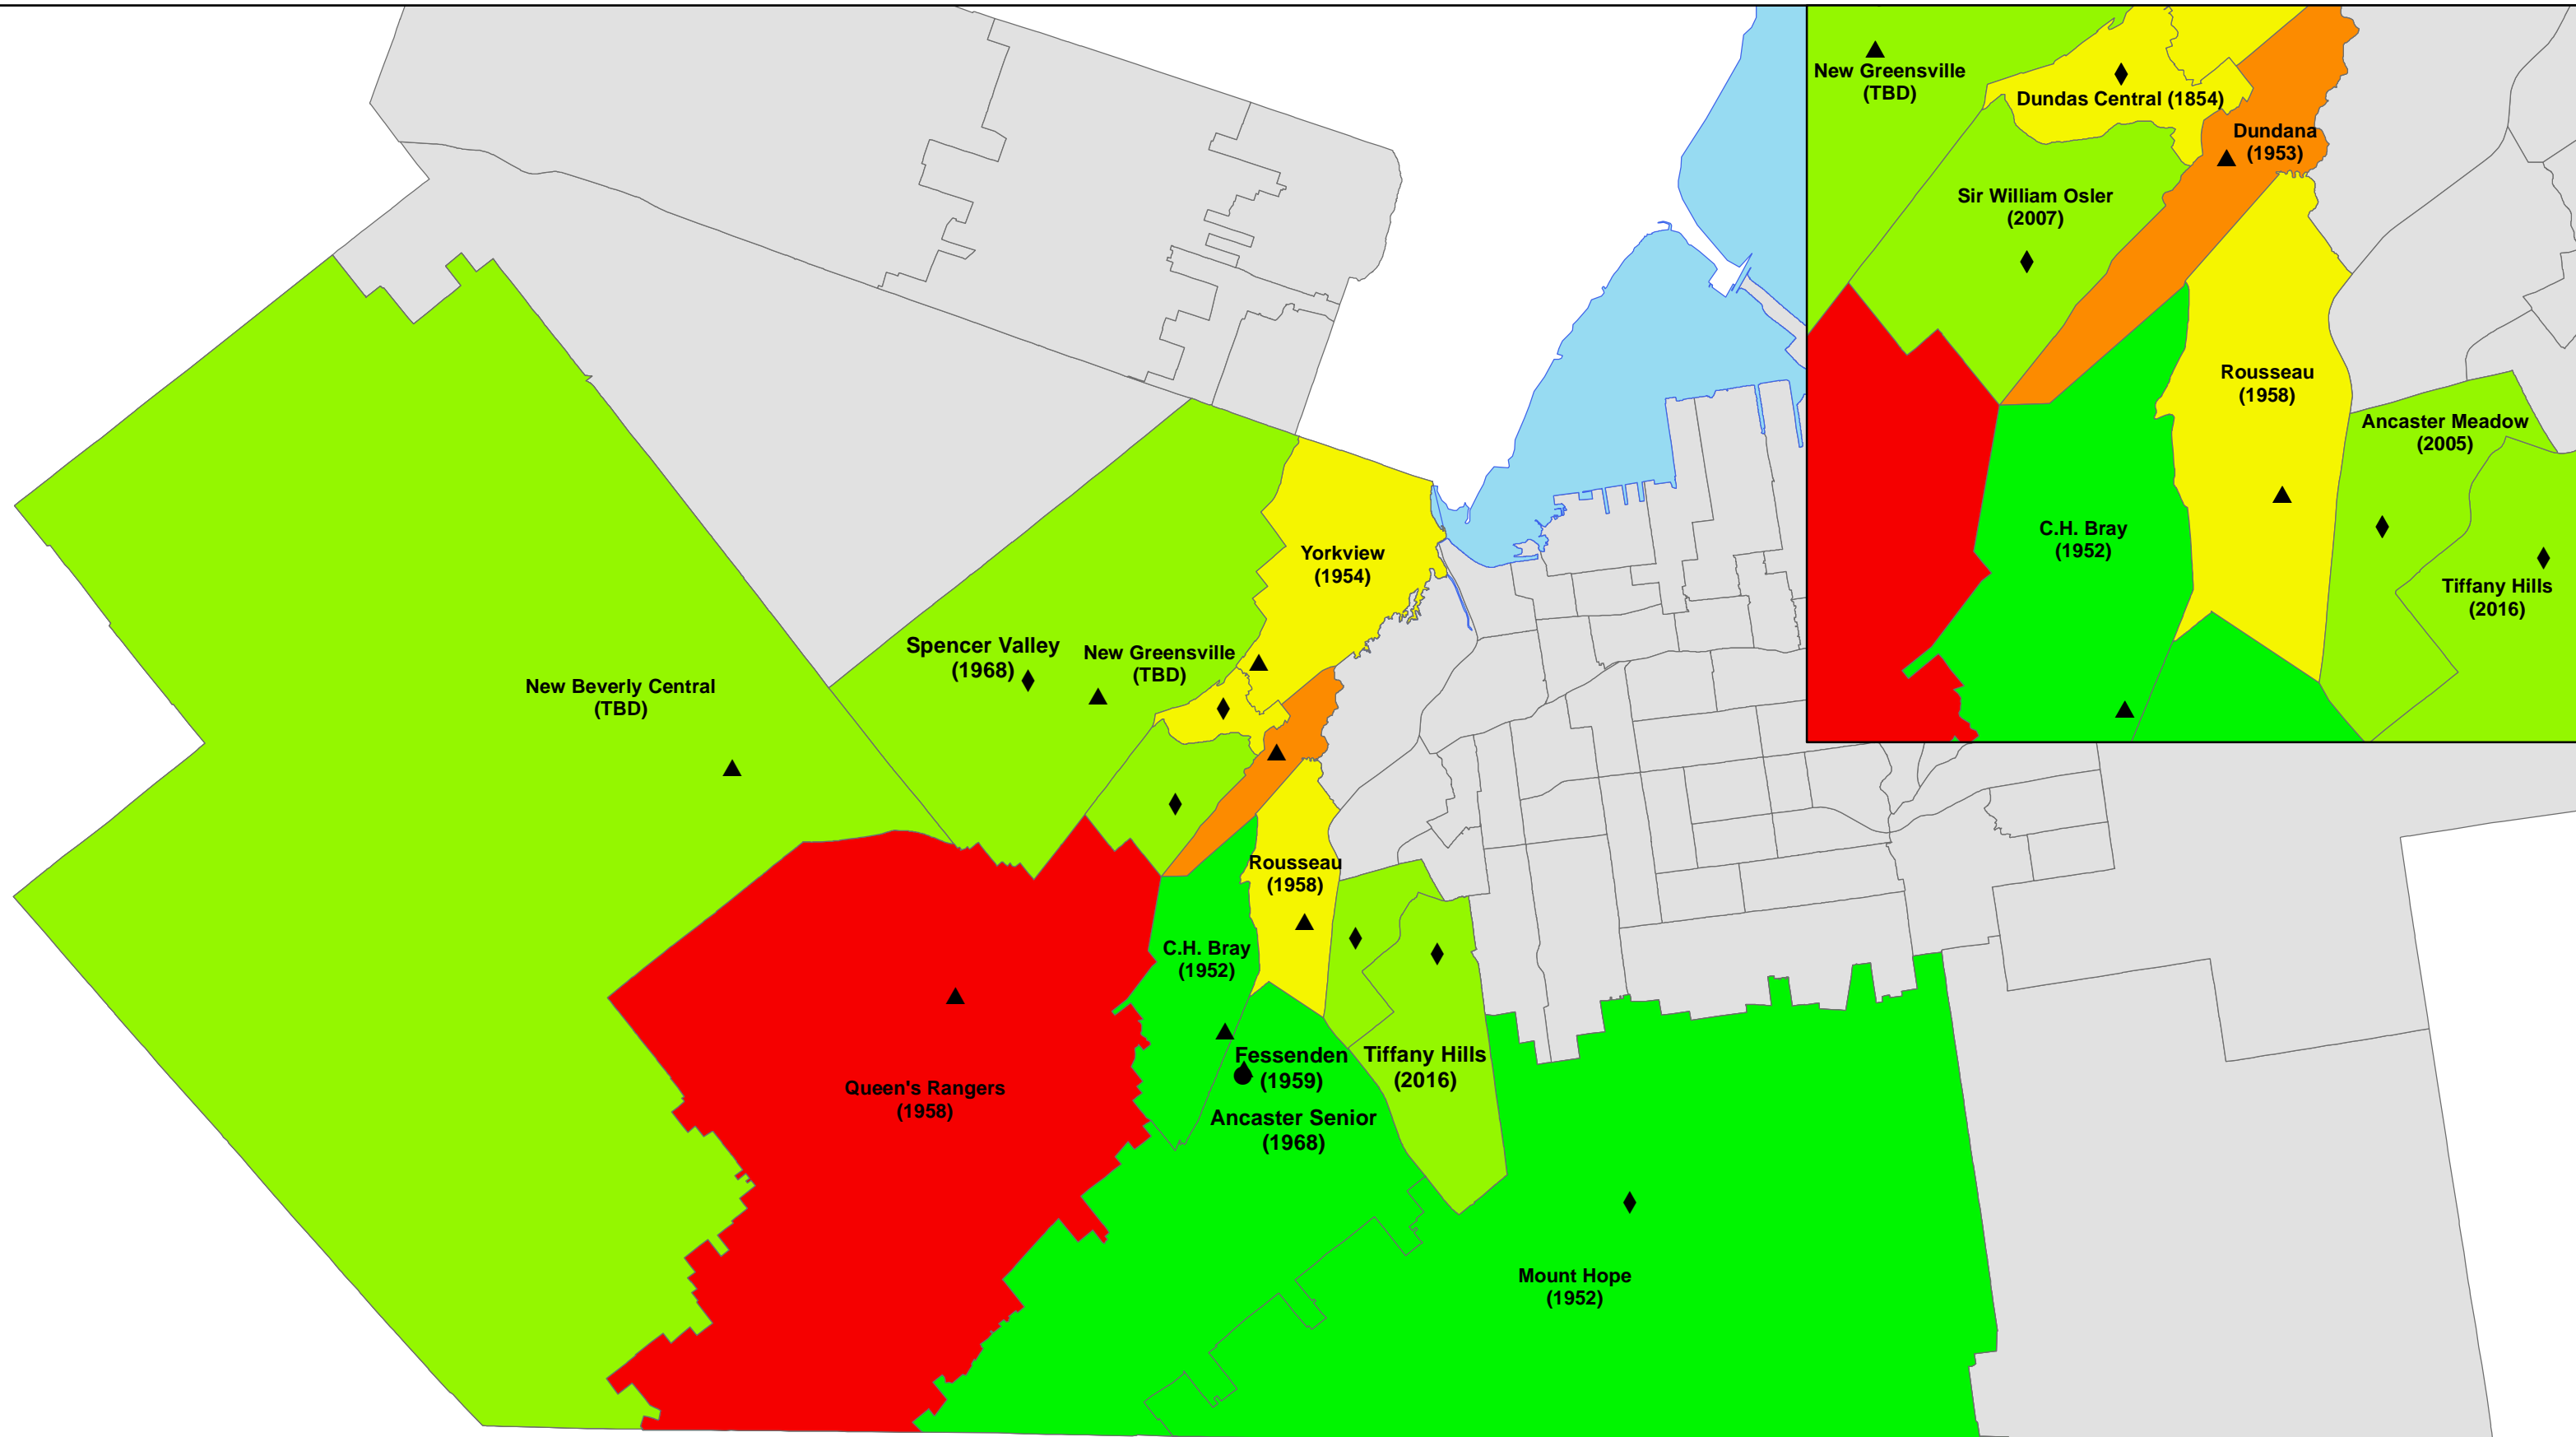 New Greensville
(TBD)
Dundas Central (1854)
Dundana
(1953)
Sir William Osler
(2007)
Rousseau
(1958)
Ancaster Meadow
(2005)
C.H. Bray
(1952)
Tiffany Hills
(2016)
Yorkview
(1954)
Spencer Valley
(1968)
New Greensville
(TBD)
New Beverly Central
(TBD)
Rousseau
(1958)
C.H. Bray
(1952)
Fessenden
(1959)
Tiffany Hills
(2016)
Queen's Rangers
(1958)
Ancaster Senior
(1968)
Mount Hope
(1952)